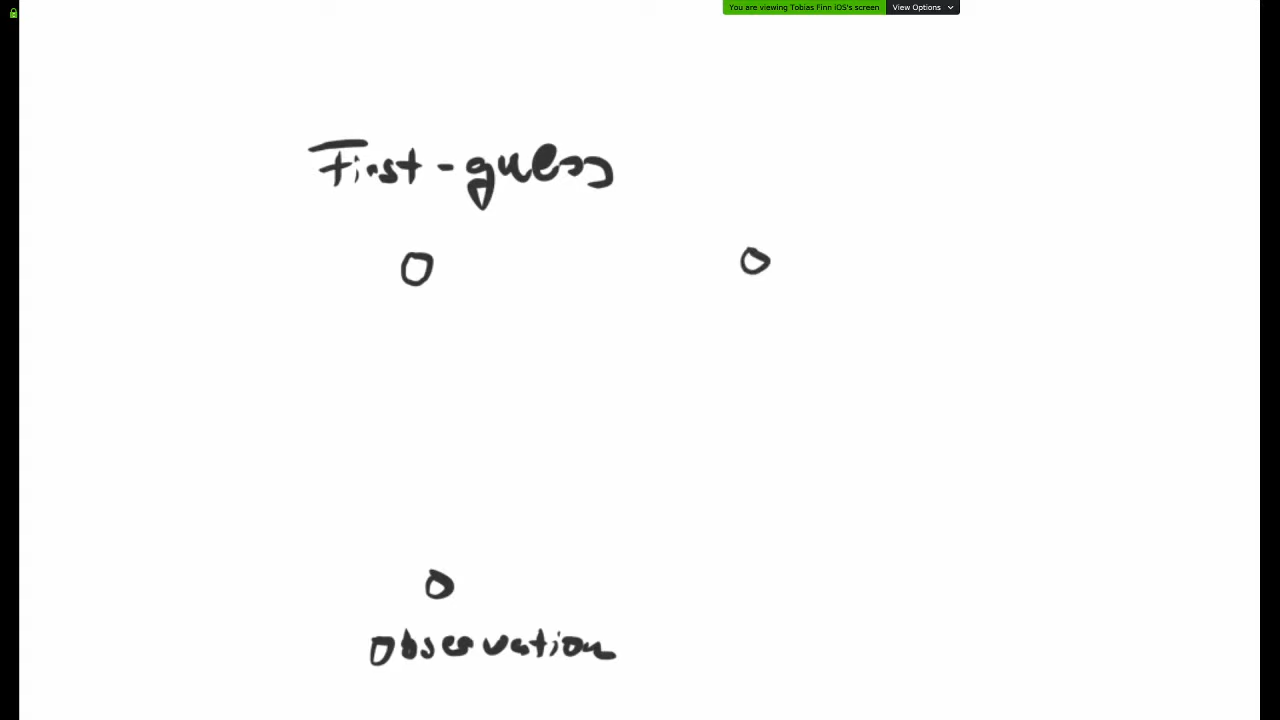 You are viewing Tobias Finn iOS's screen View Options
First-guess
observation